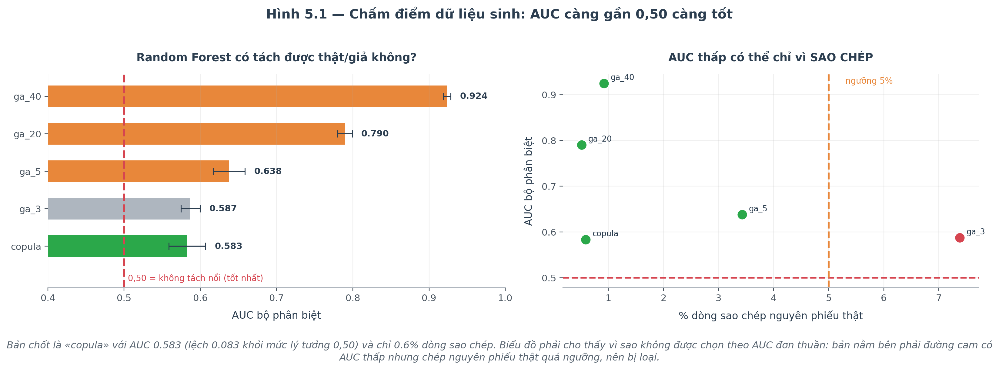 Hình 5.1 — Chấm điểm dữ liệu sinh: AUC càng gần 0,50 càng tốt
Random Forest có tách được thật/giả không?
ga_40
0.924
ga_20
0.790
ga_5
0.638
ga_3
0.587
copula
0.583
0,50 = không tách nổi (tốt nhất)
0.4 0.5 0.6 0.7 0.8 0.9 1.0
AUC bộ phân biệt
AUC thấp có thể chỉ vì SAO CHÉP
AUC bộ phân biệt
0.9
0.8
0.7
0.6
0.5
ga_40
ngưỡng 5%
ga_20
ga_5
copula
ga_3
1 2 3 4 5 6 7
% dòng sao chép nguyên phiếu thật
Bản chốt là «copula» với AUC 0.583 (lệch 0.083 khỏi mức lý tưởng 0,50) và chỉ 0.6% dòng sao chép. Biểu đồ phải cho thấy vì sao không được chọn theo AUC đơn thuần: bản nằm bên phải đường cam có
AUC thấp nhưng chép nguyên phiếu thật quá ngưỡng, nên bị loại.